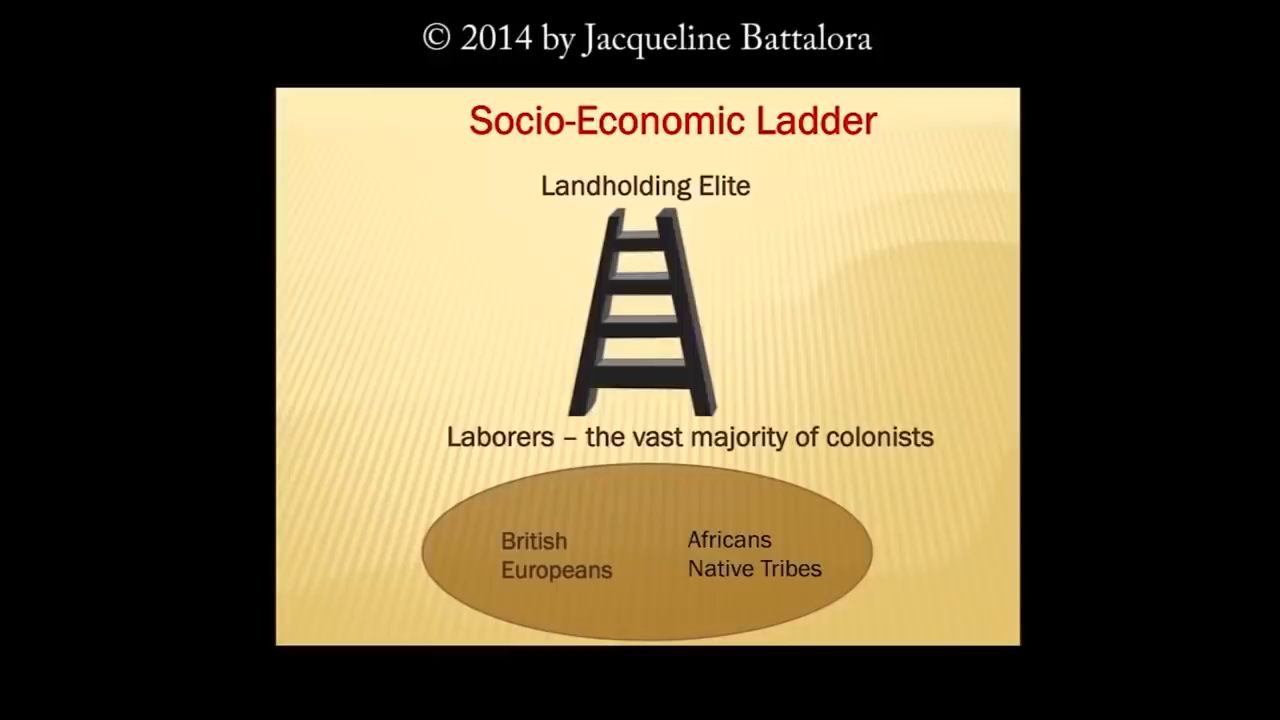 © 2014 by Jacqueline Battalora
Socio-Economic Ladder
Landholding Elite
Laborers – the vast majority of colonists
British
Europeans
Africans
Native Tribes